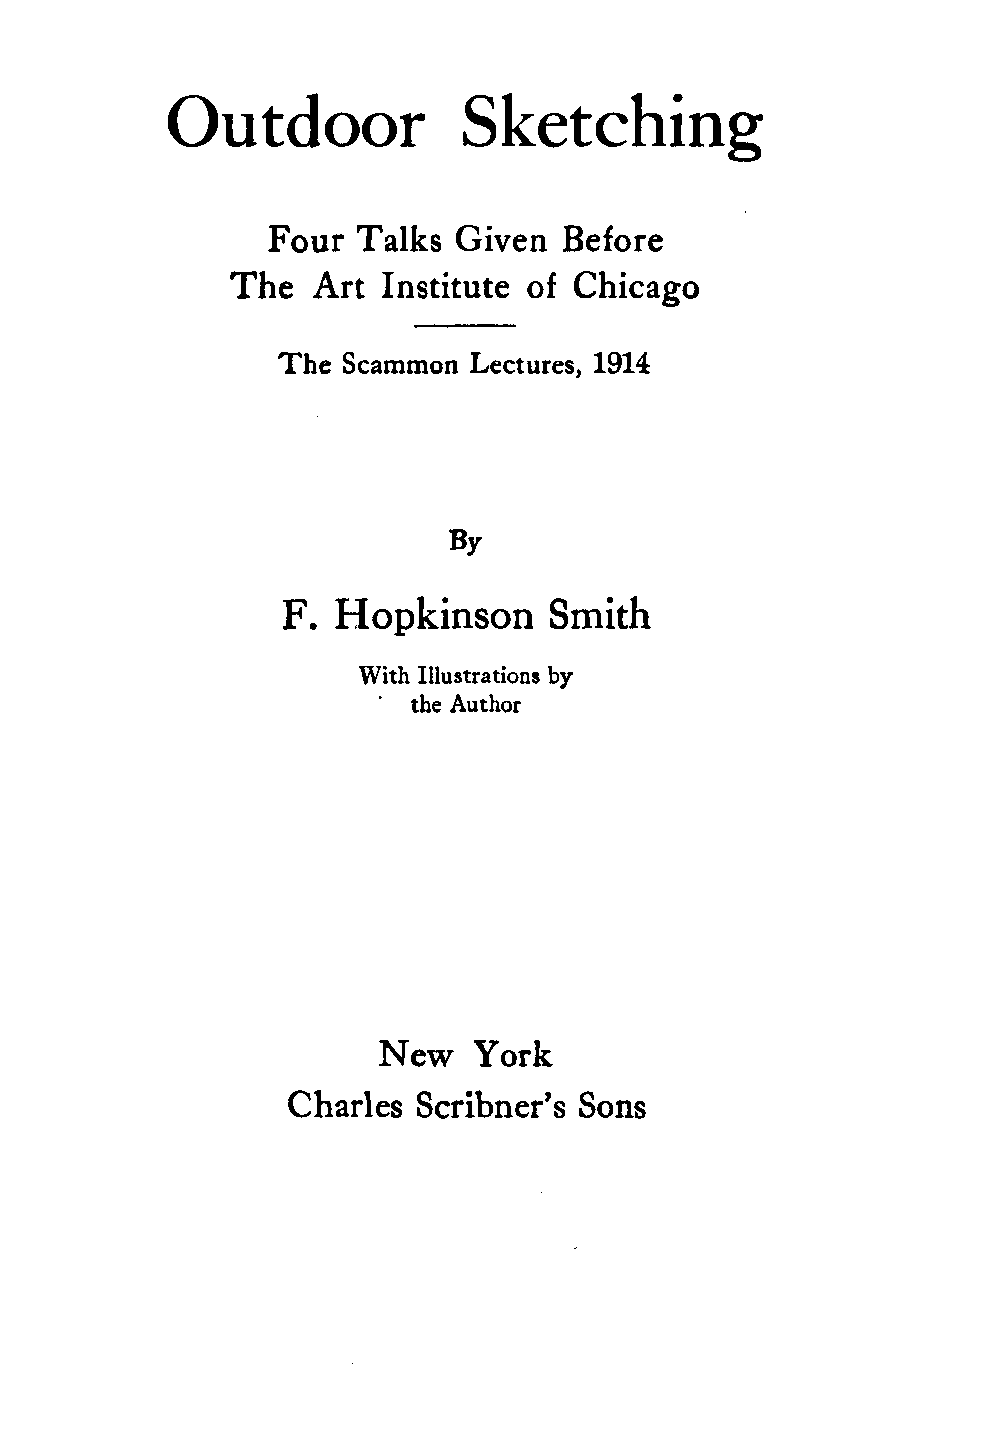 Outdoor Sketching
Four Talks Given Before
The Art Institute of Chicago
The Scammon Lectures, 1914
By
F. Hopkinson Smith
With Illustrations by
the Author
New York
Charles Scribner's Sons